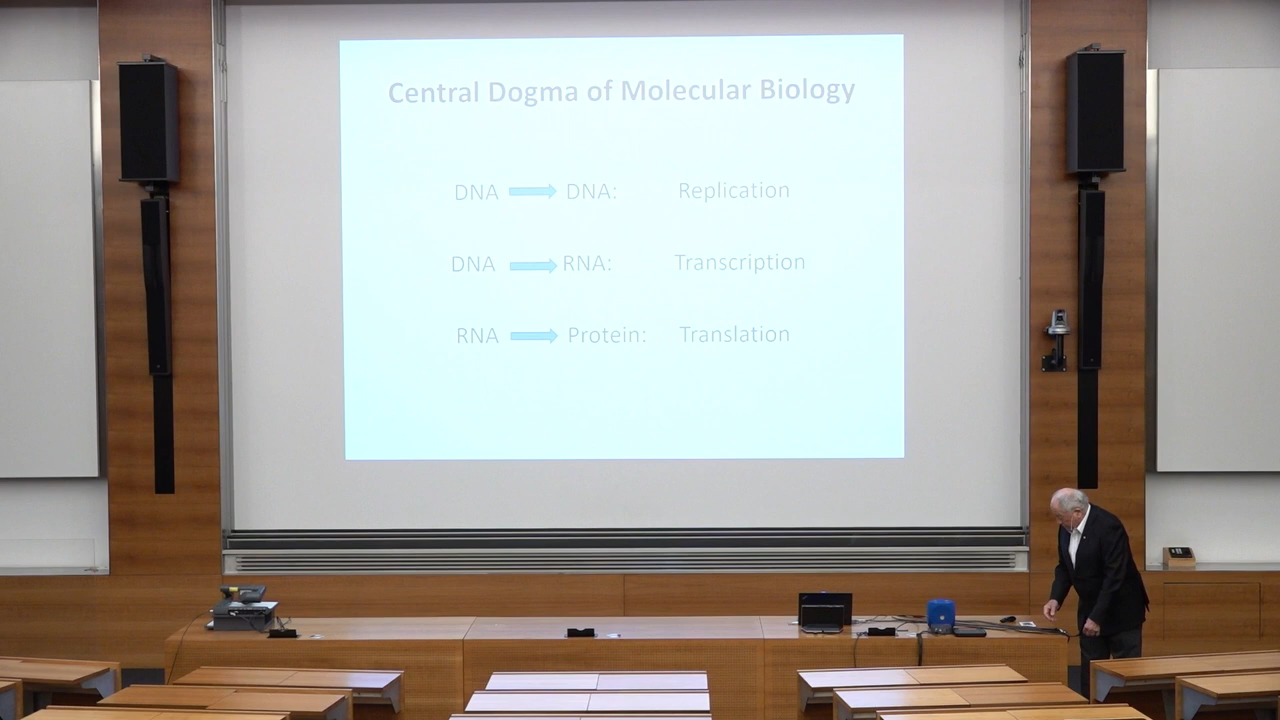 Central Dogma of Molecular Biology
DNA DNA: Replication
DNA RNA: Transcription
RNA Protein: Translation